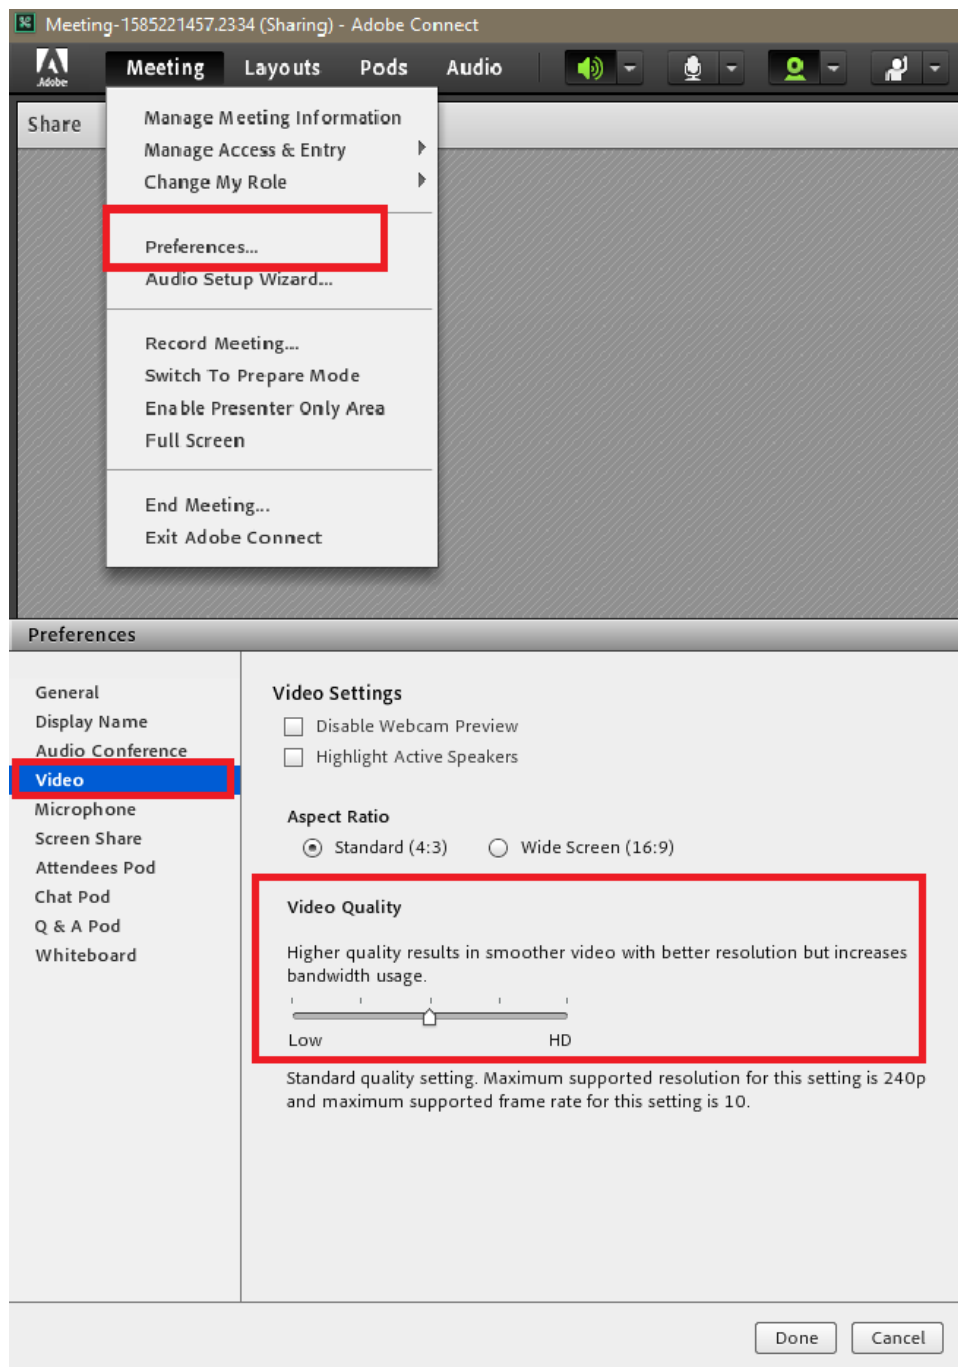 Meeting-1585221457.2334 (Sharing) - Adobe Connect
Adobe Meeting Layouts Pods Audio
Share
Manage Meeting Information
Manage Access & Entry
Change My Role
Preferences...
Audio Setup Wizard...
Record Meeting...
Switch To Prepare Mode
Enable Presenter Only Area
Full Screen
End Meeting...
Exit Adobe Connect
Preferences
General
Display Name
Audio Conference
Video
Microphone
Screen Share
Attendees Pod
Chat Pod
Q & A Pod
Whiteboard
Video Settings
Disable Webcam Preview
Highlight Active Speakers
Aspect Ratio
Standard (4:3) Wide Screen (16:9)
Video Quality
Higher quality results in smoother video with better resolution but increases
bandwidth usage.
Low HD
Standard quality setting. Maximum supported resolution for this setting is 240p
and maximum supported frame rate for this setting is 10.
Done Cancel